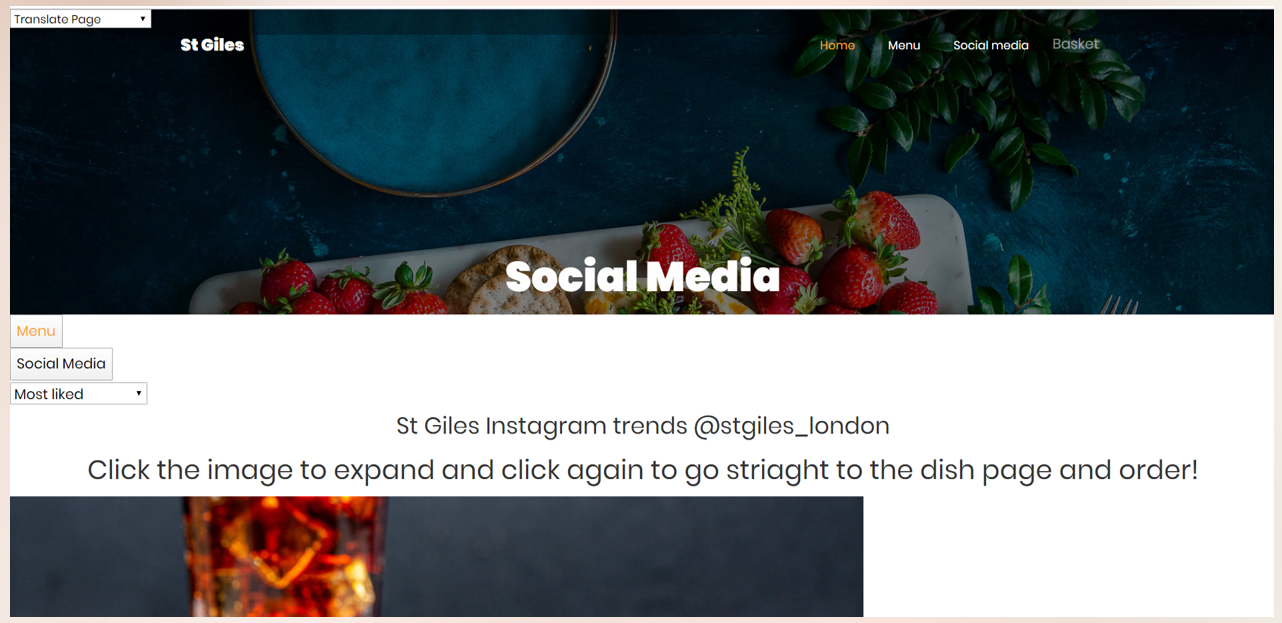 Translate Page
St Giles
Home Menu Social media Basket
Social Media
Menu
Social Media
Most liked
St Giles Instagram trends @stgiles_london
Click the image to expand and click again to go striaght to the dish page and order!